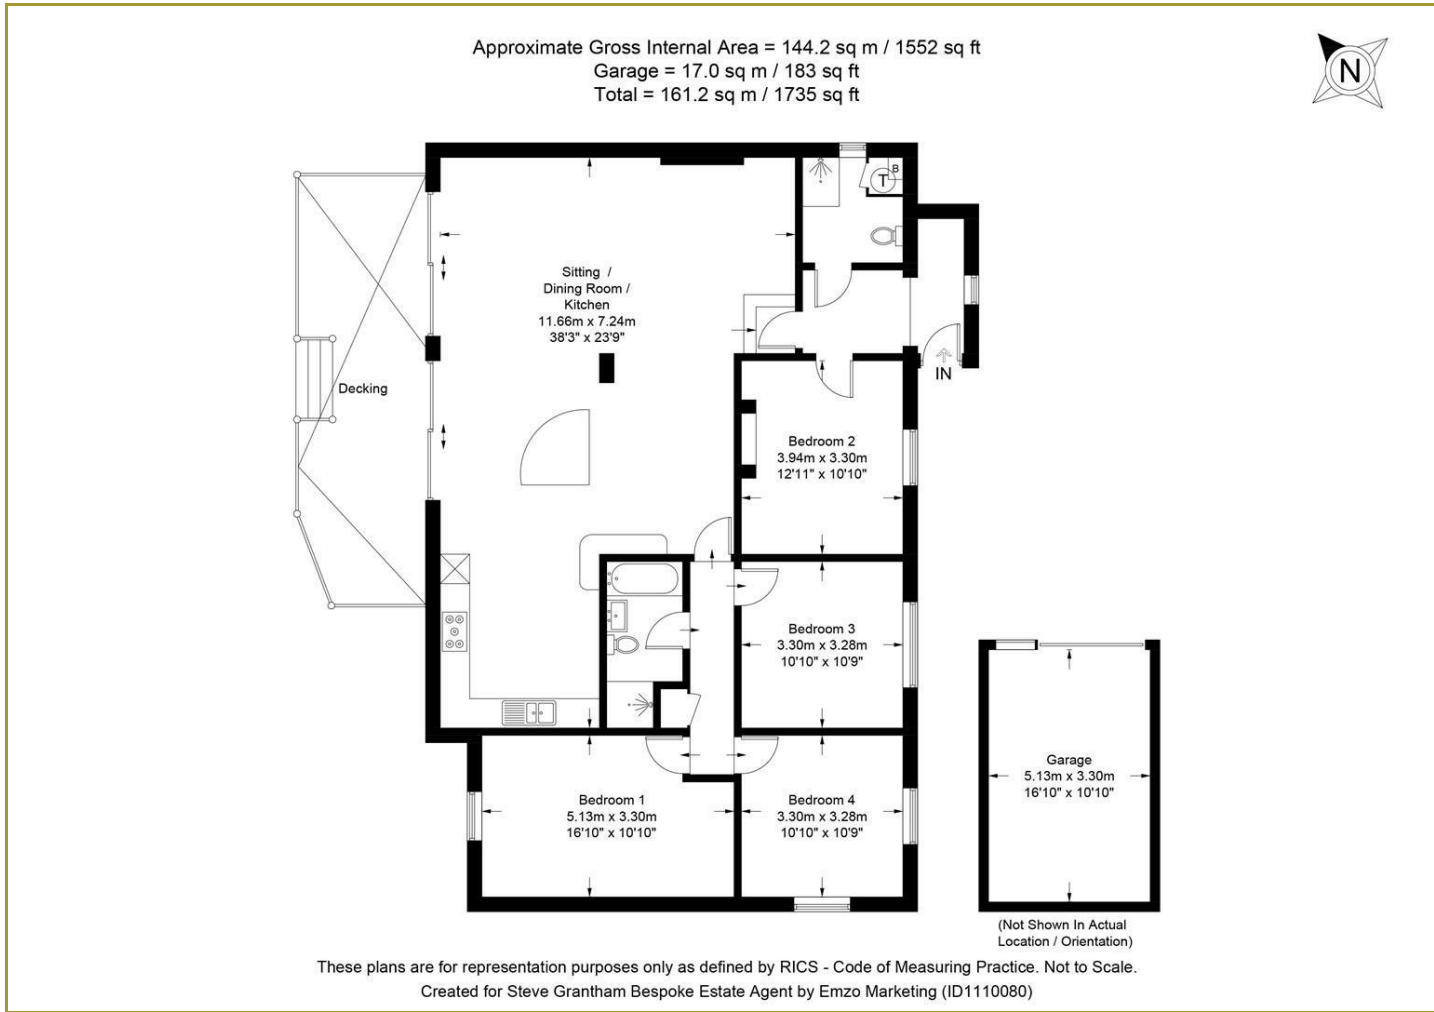 Approximate Gross Internal Area = 144.2 sq m / 1552 sq ft
Garage = 17.0 sq m / 183 sq ft
Total = 161.2 sq m / 1735 sq ft
N
B
T
Sitting /
Dining Room /
Kitchen
11.66m x 7.24m
38'3" x 23'9"
IN
Decking
Bedroom 2
3.94m x 3.30m
12'11" x 10'10"
Bedroom 3
3.30m x 3.28m
10'10" x 10'9"
Bedroom 1
5.13m x 3.30m
16'10" x 10'10"
Bedroom 4
3.30m x 3.28m
10'10" x 10'9"
Garage
5.13m x 3.30m
16'10" x 10'10"
(Not Shown In Actual
Location / Orientation)
These plans are for representation purposes only as defined by RICS - Code of Measuring Practice. Not to Scale.
Created for Steve Grantham Bespoke Estate Agent by Emzo Marketing (ID1110080)